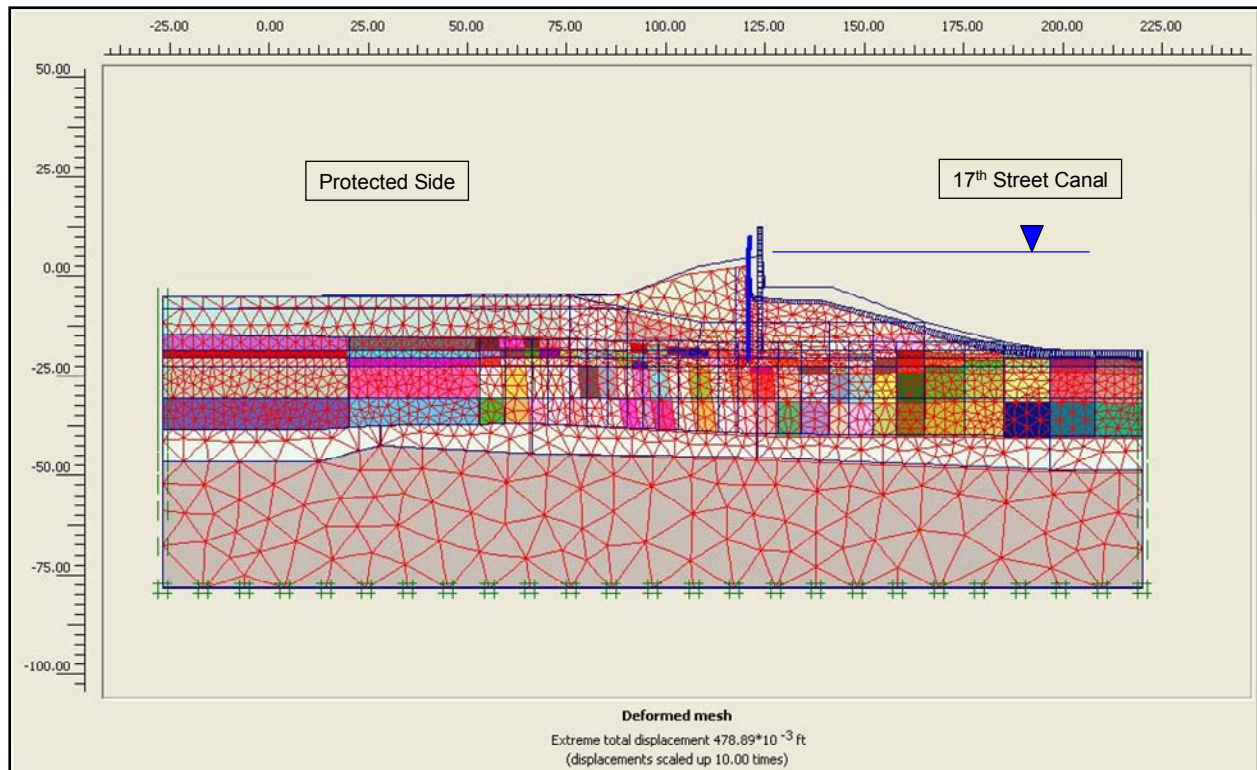 -25.00 0.00 25.00 50.00 75.00 100.00 125.00 150.00 175.00 200.00 225.00
50.00
25.00
0.00
-25.00
-50.00
-75.00
-100.00
Protected Side
17th Street Canal
Deformed mesh
Extreme total displacement 478.89*10 -3 ft
(displacements scaled up 10.00 times)